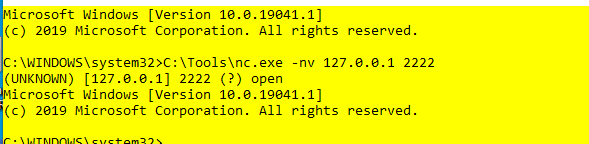 Microsoft Windows [Version 10.0.19041.1]
(c) 2019 Microsoft Corporation. All rights reserved.
C:\WINDOWS\system32>C:\Tools\nc.exe -nv 127.0.0.1 2222
(UNKNOWN) [127.0.0.1] 2222 (?) open
Microsoft Windows [Version 10.0.19041.1]
(c) 2019 Microsoft Corporation. All rights reserved.
C:\WINDOWS\system32>